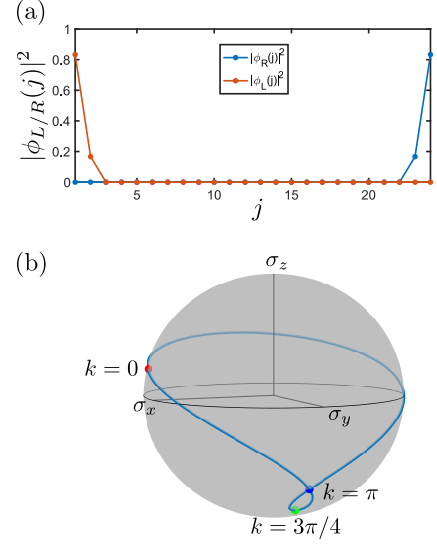 (a)
|ϕ_{L/R}(j)|^2
1
0.8
0.6
0.4
0.2
0
|ϕ_R(j)|^2
|ϕ_L(j)|^2
5 10 15 20
j
(b)
σ_z
k = 0
σ_x
σ_y
k = π
k = 3π/4